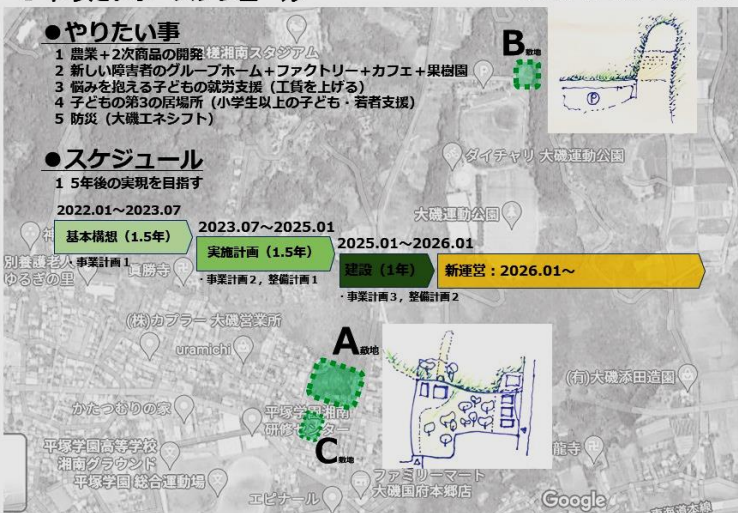 ●やりたい事
1 農業+2次商品の開発
2 新しい障害者のグループホーム+ファクトリー+カフェ+果樹園
3 悩みを抱える子どもの就労支援（工賃を上げる）
4 子どもの第3の居場所（小学生以上の子ども・若者支援）
5 防災（大磯エネシフト）
●スケジュール
1 5年後の実現を目指す
2022.01～2023.07
基本構想（1.5年）
・事業計画1
2023.07～2025.01
実施計画（1.5年）
・事業計画2，整備計画1
2025.01～2026.01
建設（1年）
・事業計画3，整備計画2
新運営：2026.01～
B敷地
P
A敷地
C敷地
湘南スタジアム
ダイチャリ 大磯運動公園
大磯運動公園
別養護老人
ゆるぎの里
真勝寺
(株)カプラー 大磯営業所
uramichi
かたつむりの家
平塚学園湘南
研修センター
平塚学園高等学校
湘南グラウンド
平塚学園 総合運動場
エピナール
ファミリーマート
大磯国府本郷店
(有)大磯添田造園
龍寺
Google
東海道本線